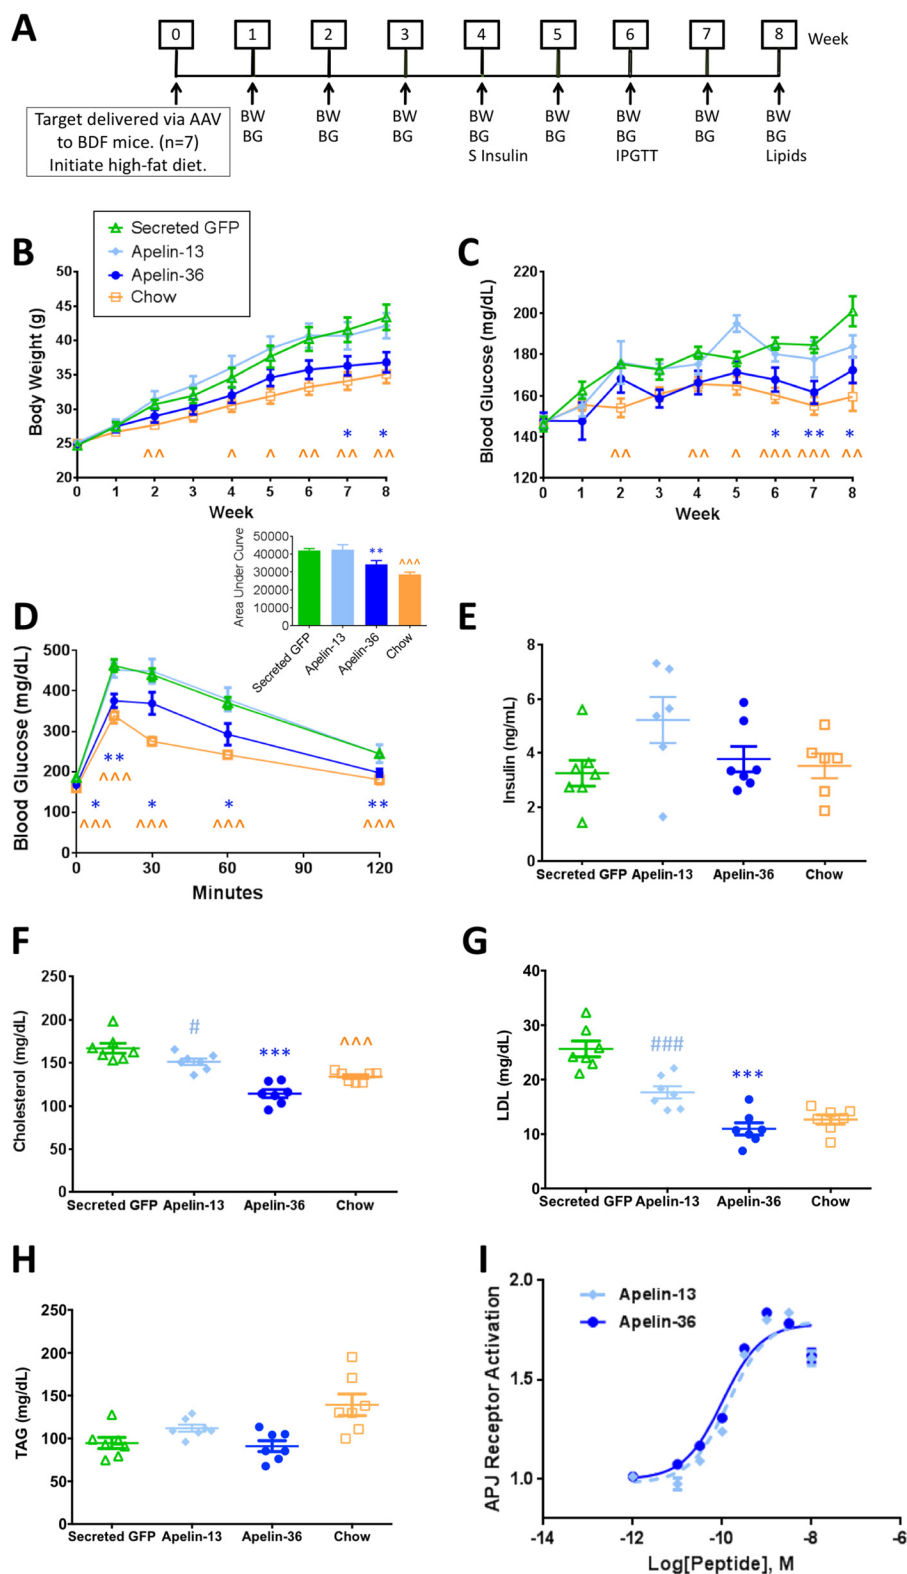 A
0 1 2 3 4 5 6 7 8 Week
Target delivered via AAV
to BDF mice. (n=7)
Initiate high-fat diet.
BW BW BW BW BW BW BW BW
BG BG BG BG BG BG BG BG
S Insulin IPGTT Lipids
B
Secreted GFP
Apelin-13
Apelin-36
Chow
Body Weight (g)
50
45
40
35
30
25
20
* *
^^ ^ ^ ^^ ^^ ^^
0 1 2 3 4 5 6 7 8
Week
C
Blood Glucose (mg/dL)
220
200
180
160
140
120
* ** *
^^ ^^ ^ ^^^ ^^^ ^^
0 1 2 3 4 5 6 7 8
Week
D
Area Under Curve
50000
40000
30000
20000
10000
0
** ^^^
Secreted GFP
Apelin-13
Apelin-36
Chow
Blood Glucose (mg/dL)
500
400
300
200
100
0
**
^^^
* * * **
^^^ ^^^ ^^^ ^^^
0 30 60 90 120
Minutes
E
Insulin (ng/mL)
8
6
4
2
0
Secreted GFP Apelin-13 Apelin-36 Chow
F
Cholesterol (mg/dL)
250
200
150
100
50
0
# *** ^^^
Secreted GFP Apelin-13 Apelin-36 Chow
G
LDL (mg/dL)
40
30
20
10
0
### ***
Secreted GFP Apelin-13 Apelin-36 Chow
H
TAG (mg/dL)
250
200
150
100
50
0
Secreted GFP Apelin-13 Apelin-36 Chow
I
APJ Receptor Activation
2.0
1.5
1.0
Apelin-13
Apelin-36
-14 -12 -10 -8 -6
Log[Peptide], M